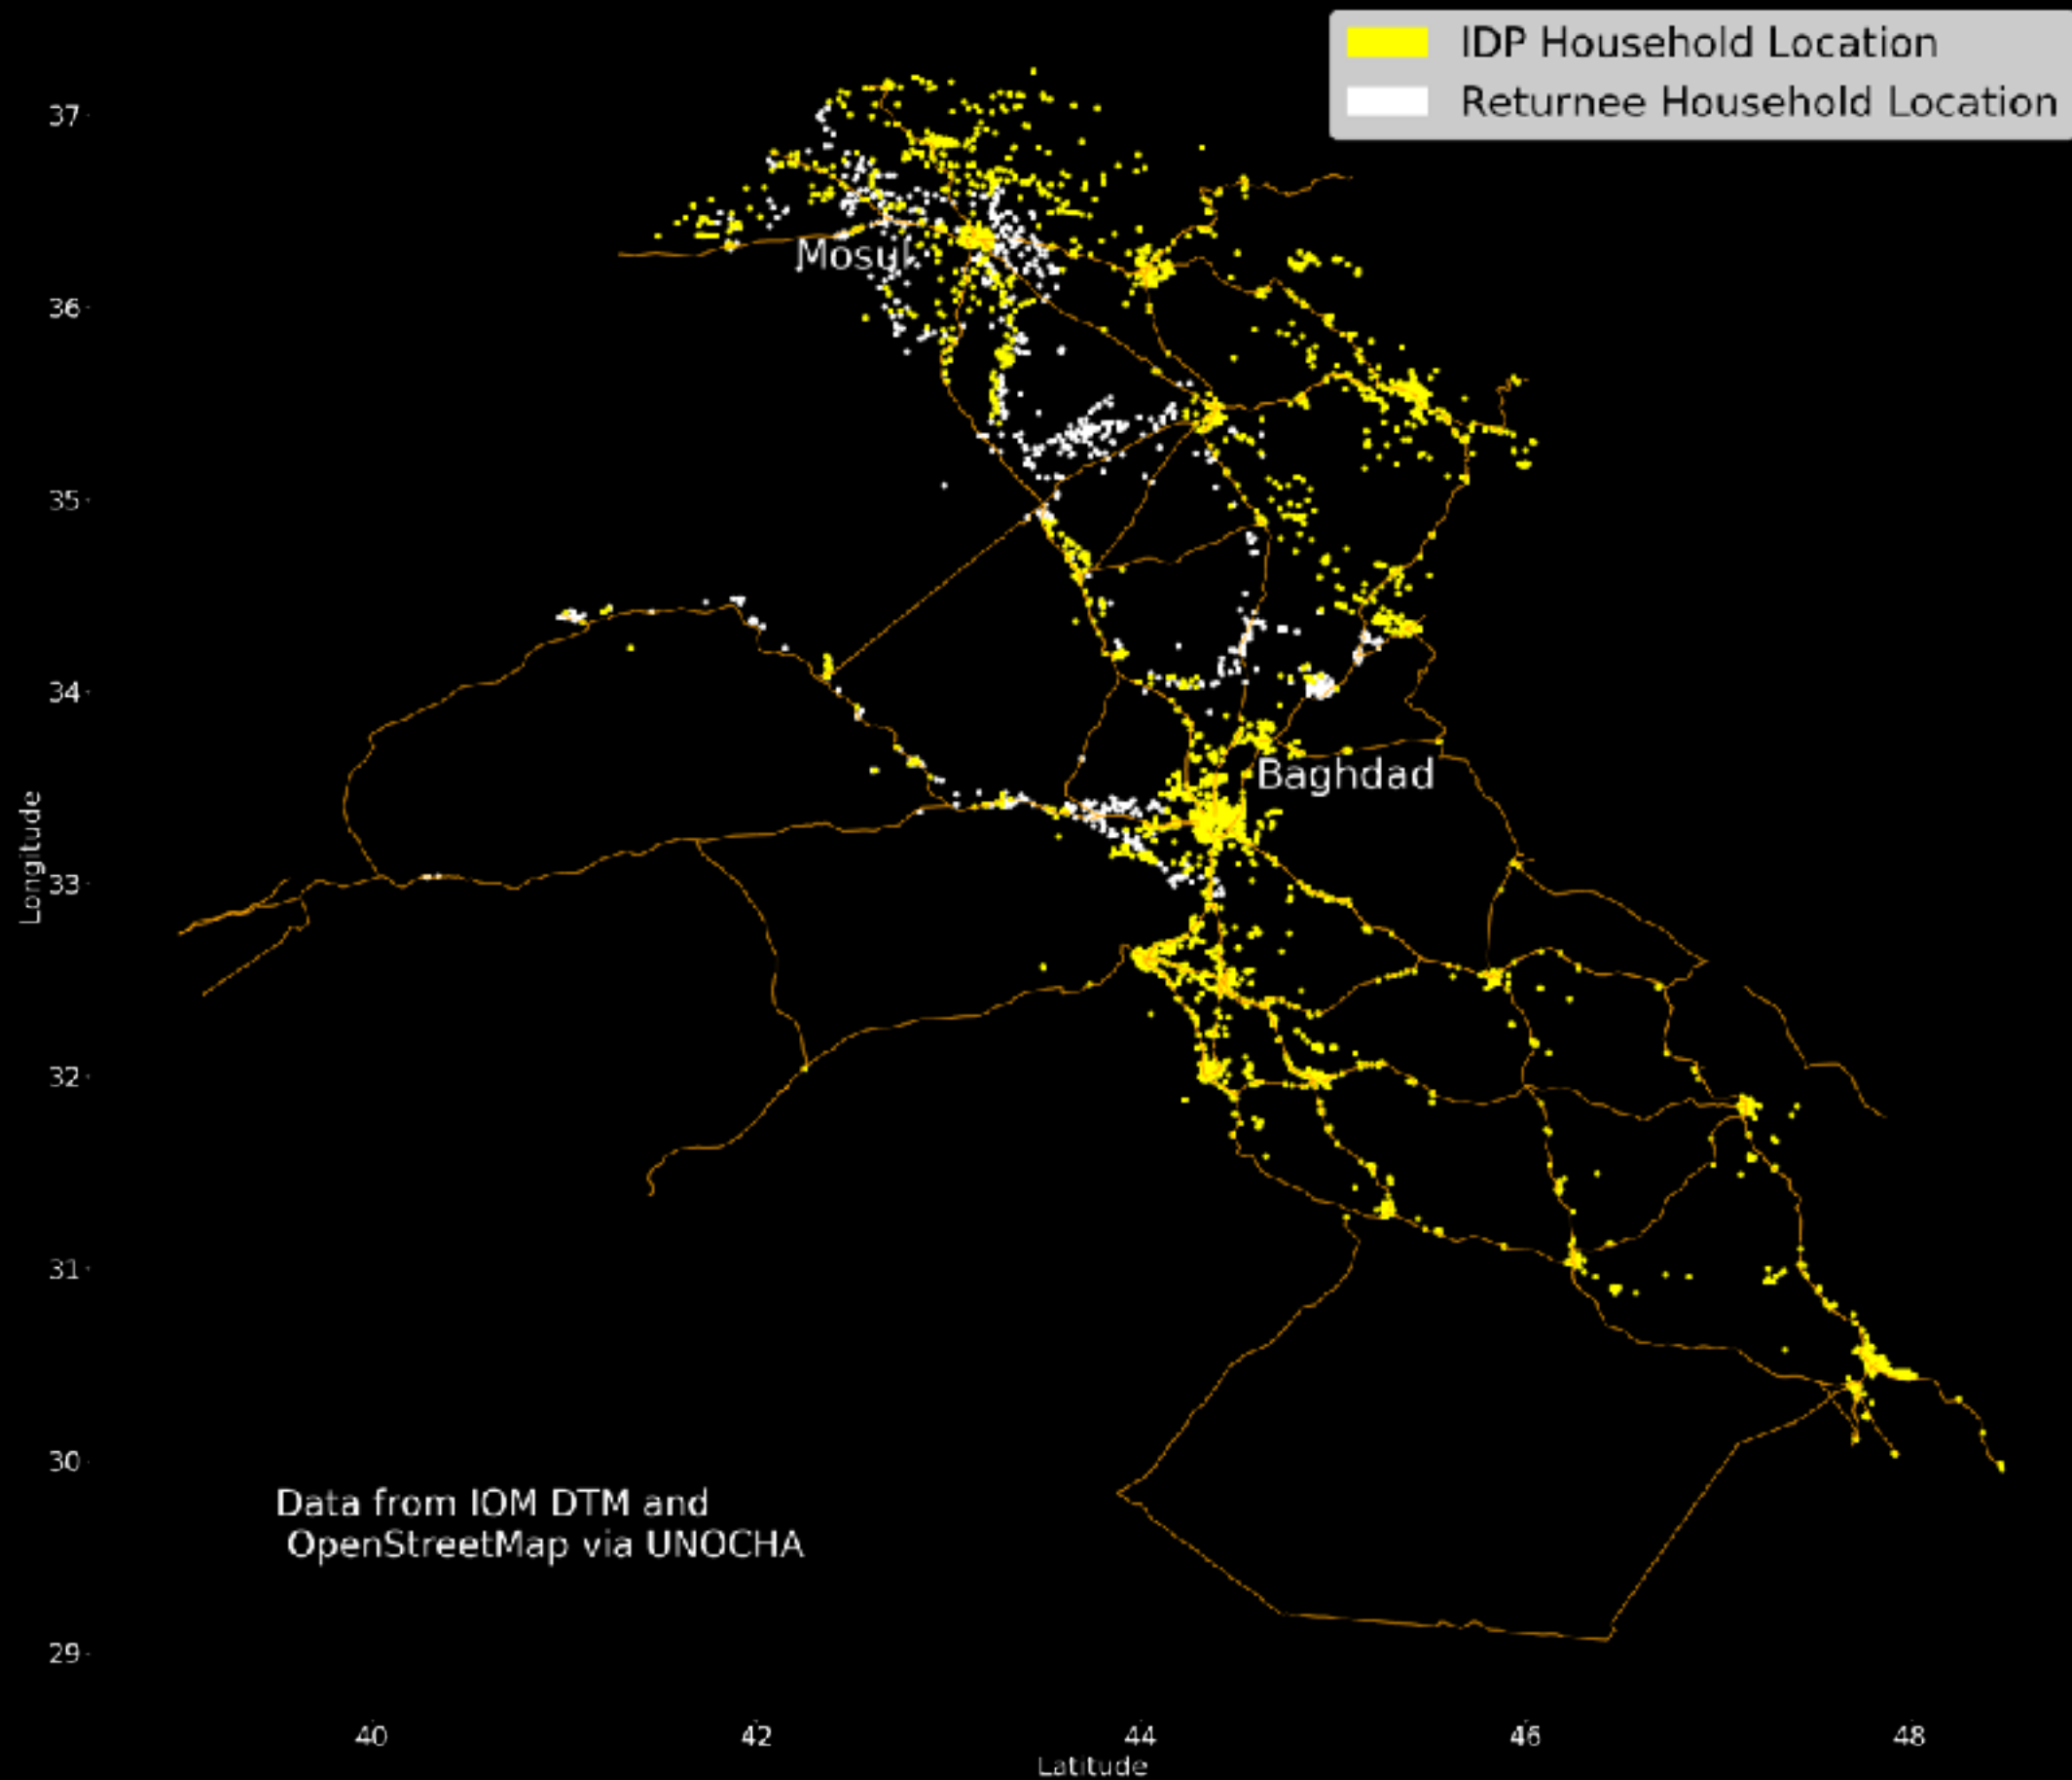 IDP Household Location
Returnee Household Location
37
Mosul
36
35
34
Baghdad
Longitude
33
32
31
30
Data from IOM DTM and
OpenStreetMap via UNOCHA
29
40 42 44 46 48
Latitude